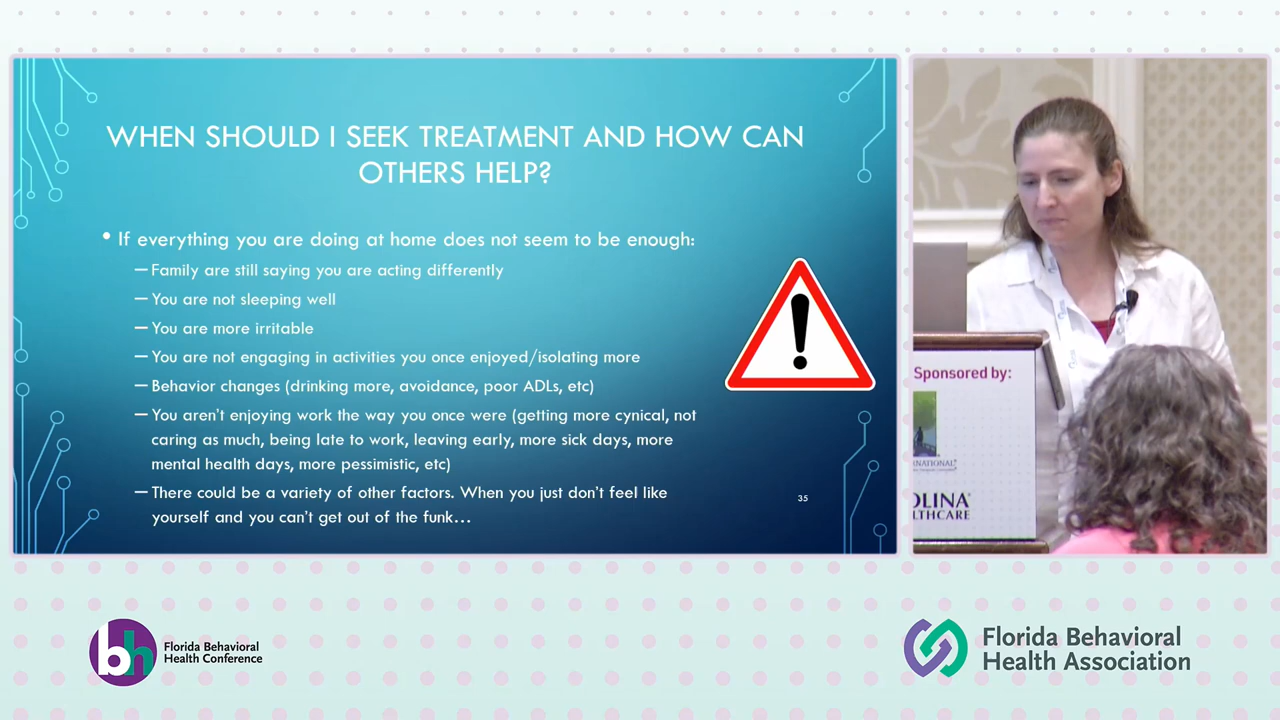 WHEN SHOULD I SEEK TREATMENT AND HOW CAN
OTHERS HELP?
• If everything you are doing at home does not seem to be enough:
– Family are still saying you are acting differently
– You are not sleeping well
– You are more irritable
– You are not engaging in activities you once enjoyed/isolating more
– Behavior changes (drinking more, avoidance, poor ADLs, etc)
– You aren't enjoying work the way you once were (getting more cynical, not
caring as much, being late to work, leaving early, more sick days, more
mental health days, more pessimistic, etc)
– There could be a variety of other factors. When you just don't feel like
yourself and you can't get out of the funk...
35
Sponsored by:
bh
Florida Behavioral
Health Conference
Florida Behavioral
Health Association